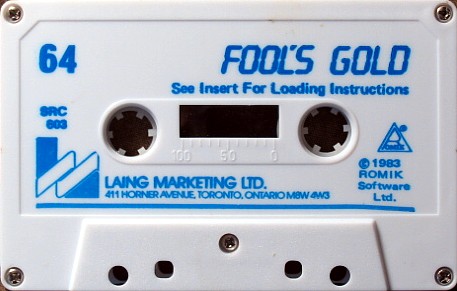 64
FOOL'S GOLD
See Insert For Loading Instructions
SRC
603
100 50 0
© 1983
ROMIK
Software
Ltd.
LAING MARKETING LTD.
411 HORNER AVENUE, TORONTO, ONTARIO M8W 4W3